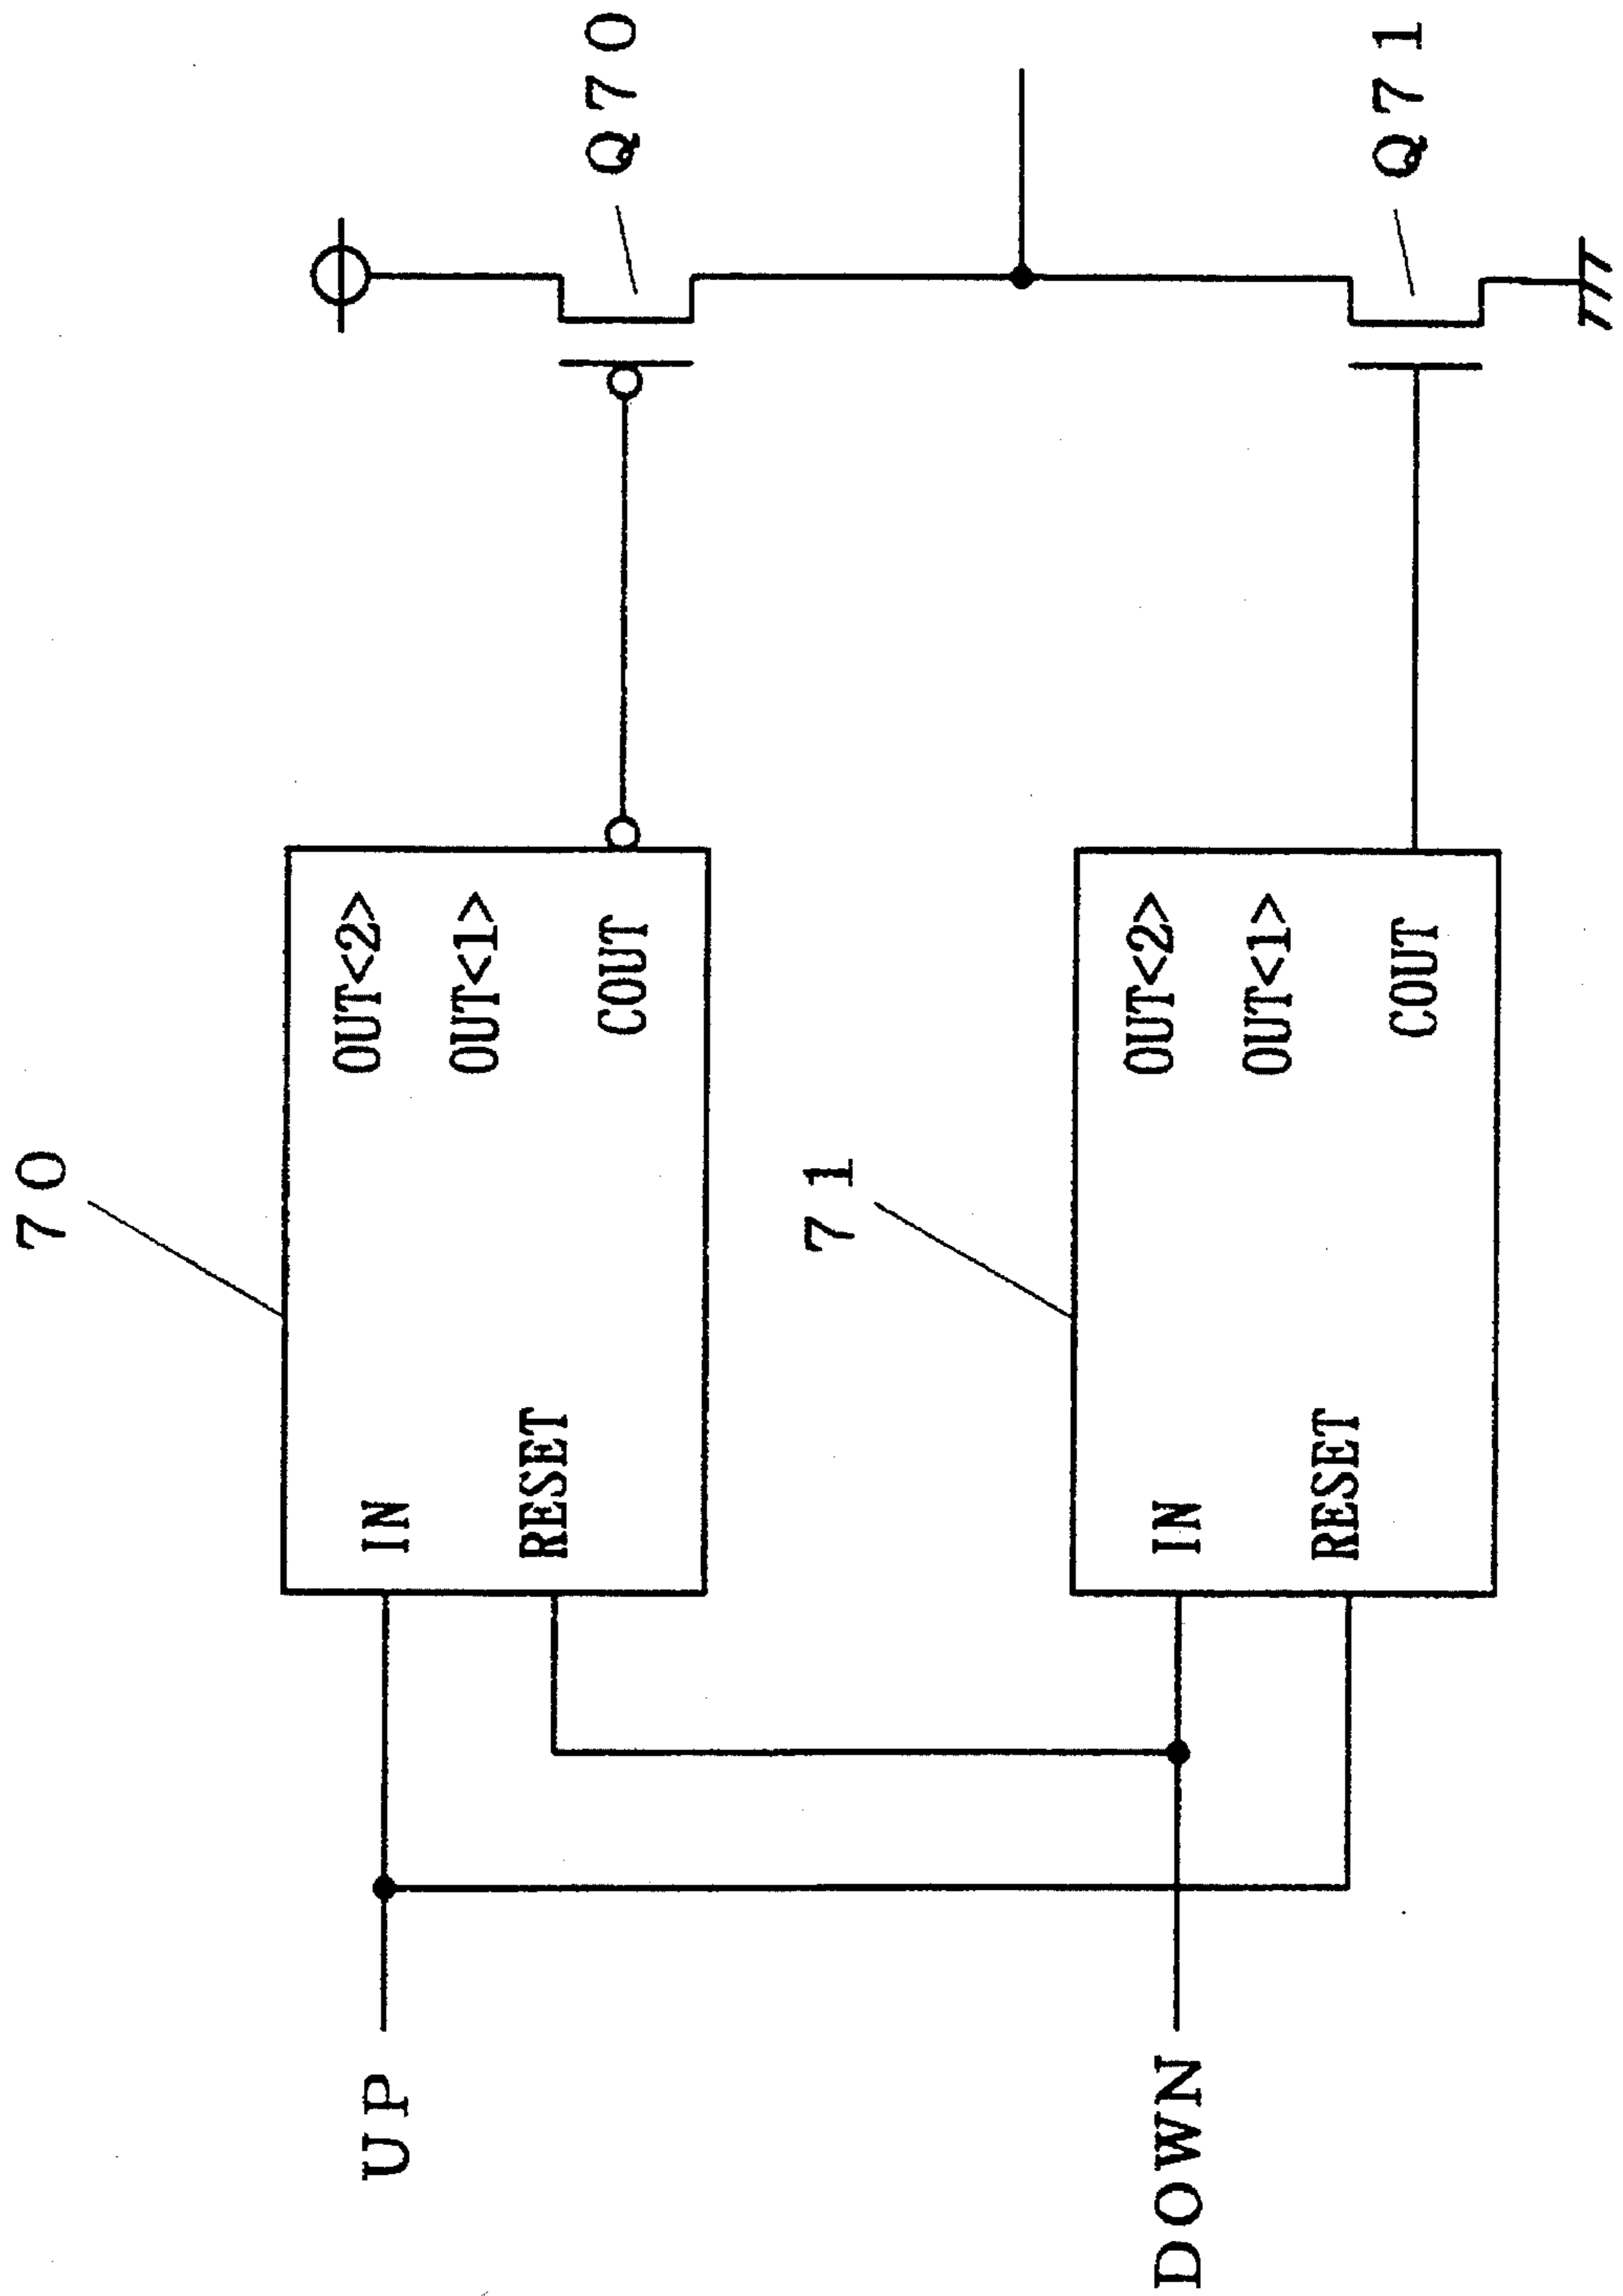 70
Q70
UP
IN
OUT<2>
OUT<1>
RESET
COUT
71
Q71
DOWN
IN
OUT<2>
OUT<1>
RESET
COUT